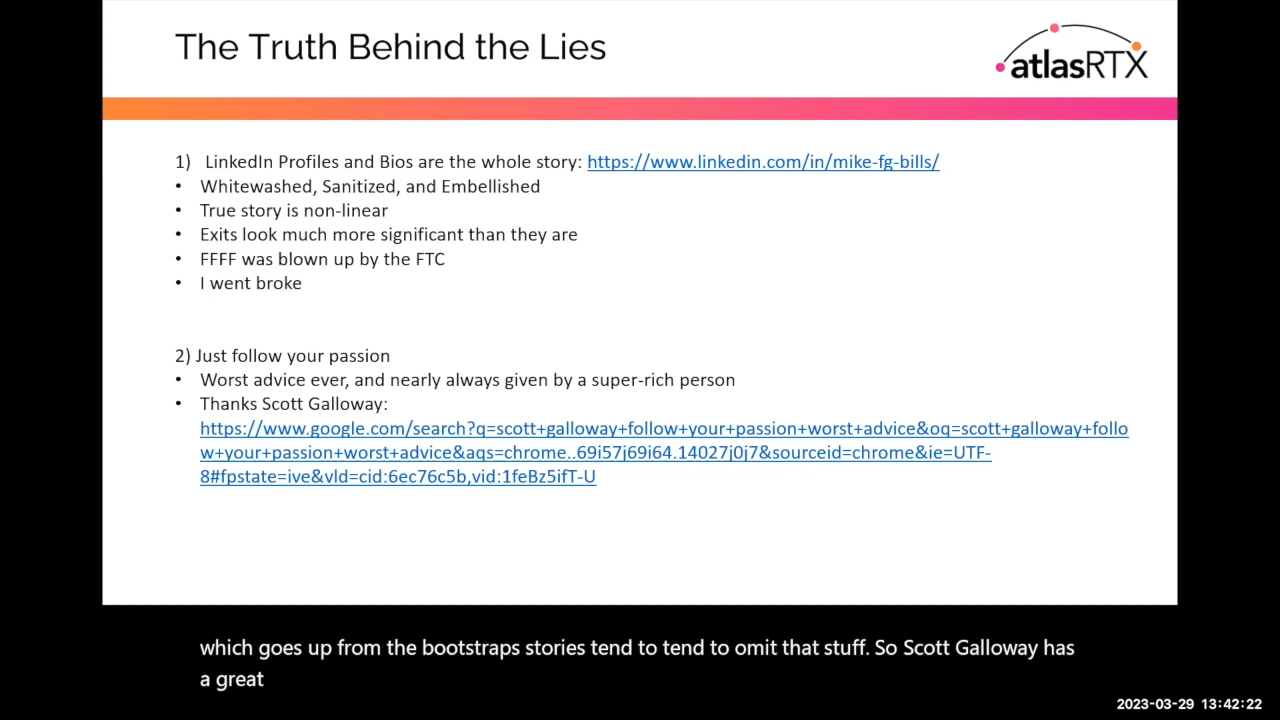 The Truth Behind the Lies
atlasRTX
1) LinkedIn Profiles and Bios are the whole story: https://www.linkedin.com/in/mike-fg-bills/
• Whitewashed, Sanitized, and Embellished
• True story is non-linear
• Exits look much more significant than they are
• FFFF was blown up by the FTC
• I went broke
2) Just follow your passion
• Worst advice ever, and nearly always given by a super-rich person
• Thanks Scott Galloway:
https://www.google.com/search?q=scott+galloway+follow+your+passion+worst+advice&oq=scott+galloway+follo
w+your+passion+worst+advice&aqs=chrome..69i57j69i64.14027j0j7&sourceid=chrome&ie=UTF-
8#fpstate=ive&vld=cid:6ec76c5b,vid:1feBz5ifT-U
which goes up from the bootstraps stories tend to tend to omit that stuff. So Scott Galloway has
a great
2023-03-29 13:42:22